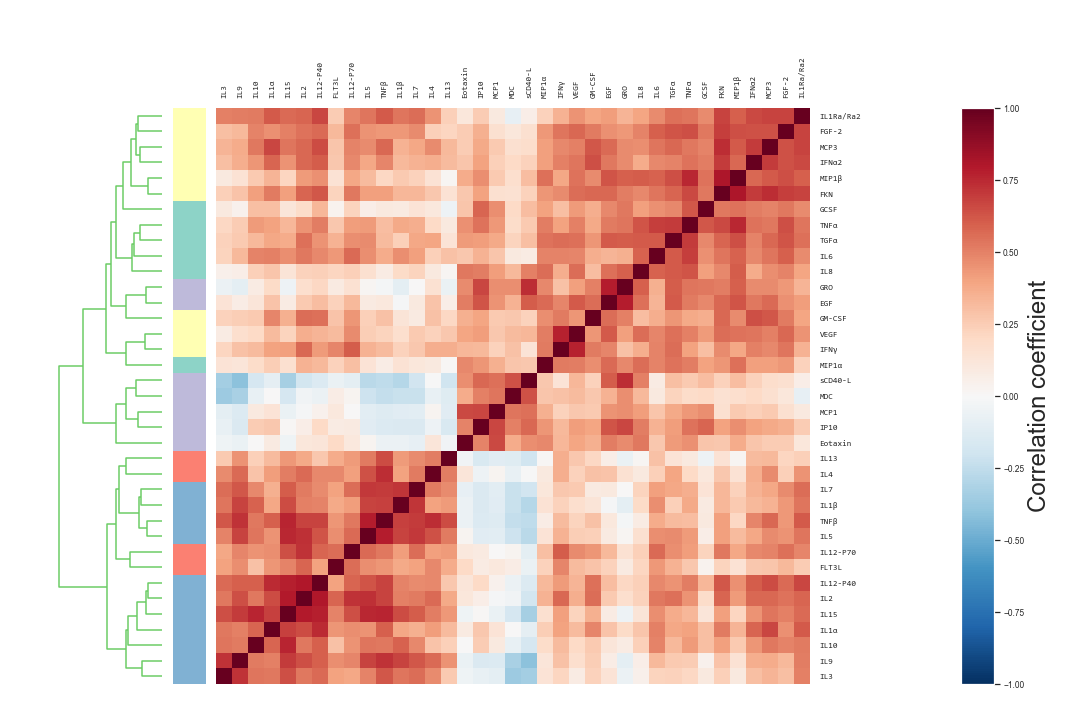 IL3
IL9
IL10
IL1α
IL15
IL2
IL12-P40
FLT3L
IL12-P70
IL5
TNFβ
IL1β
IL7
IL4
IL13
Eotaxin
IP10
MCP1
MDC
sCD40-L
MIP1α
IFNγ
VEGF
GM-CSF
EGF
GRO
IL8
IL6
TGFα
TNFα
GCSF
FKN
MIP1β
IFNα2
MCP3
FGF-2
IL1Ra/Ra2
IL1Ra/Ra2
FGF-2
MCP3
IFNα2
MIP1β
FKN
GCSF
TNFα
TGFα
IL6
IL8
GRO
EGF
GM-CSF
VEGF
IFNγ
MIP1α
sCD40-L
MDC
MCP1
IP10
Eotaxin
IL13
IL4
IL7
IL1β
TNFβ
IL5
IL12-P70
FLT3L
IL12-P40
IL2
IL15
IL1α
IL10
IL9
IL3
1.00
0.75
0.50
0.25
0.00
−0.25
−0.50
−0.75
−1.00
Correlation coefficient